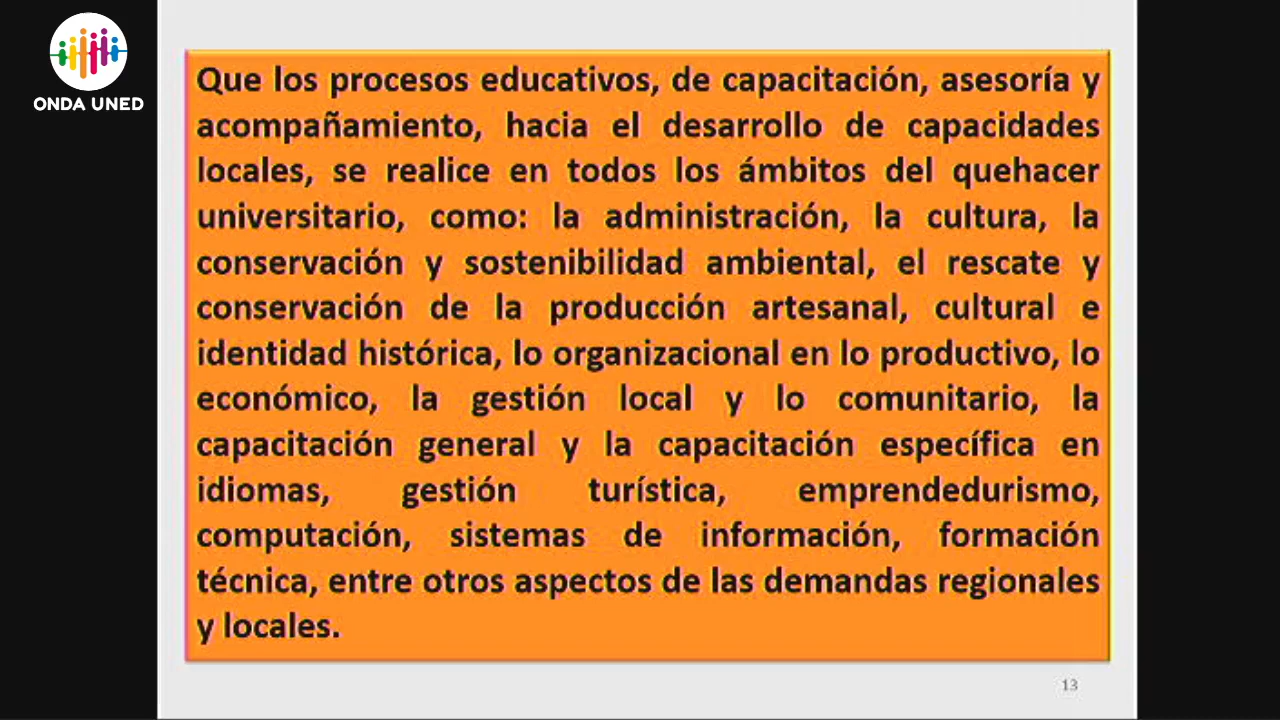 ONDA UNED
Que los procesos educativos, de capacitación, asesoría y
acompañamiento, hacia el desarrollo de capacidades
locales, se realice en todos los ámbitos del quehacer
universitario, como: la administración, la cultura, la
conservación y sostenibilidad ambiental, el rescate y
conservación de la producción artesanal, cultural e
identidad histórica, lo organizacional en lo productivo, lo
económico, la gestión local y lo comunitario, la
capacitación general y la capacitación específica en
idiomas, gestión turística, emprendedurismo,
computación, sistemas de información, formación
técnica, entre otros aspectos de las demandas regionales
y locales.
13